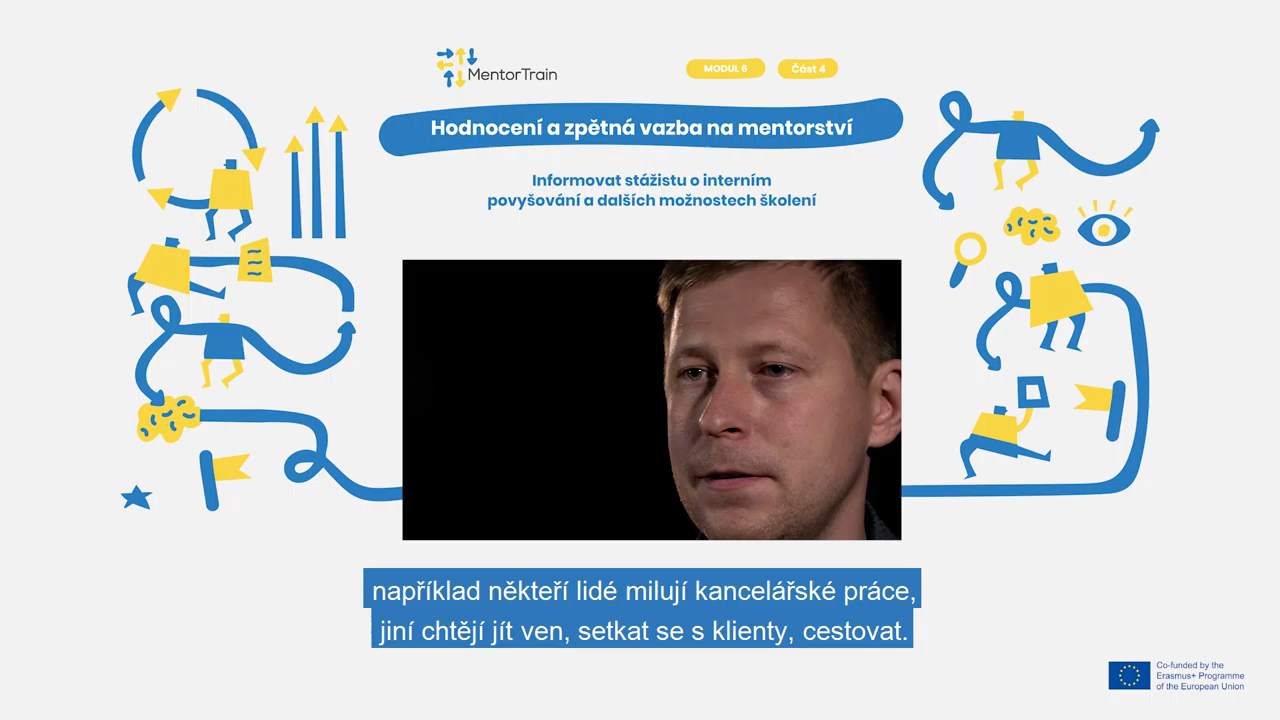 MentorTrain
MODUL 6
Část 4
Hodnocení a zpětná vazba na mentorství
Informovat stážistu o interním
povyšování a dalších možnostech školení
například někteří lidé milují kancelářské práce,
jiní chtějí jít ven, setkat se s klienty, cestovat.
Co-funded by the
Erasmus+ Programme
of the European Union